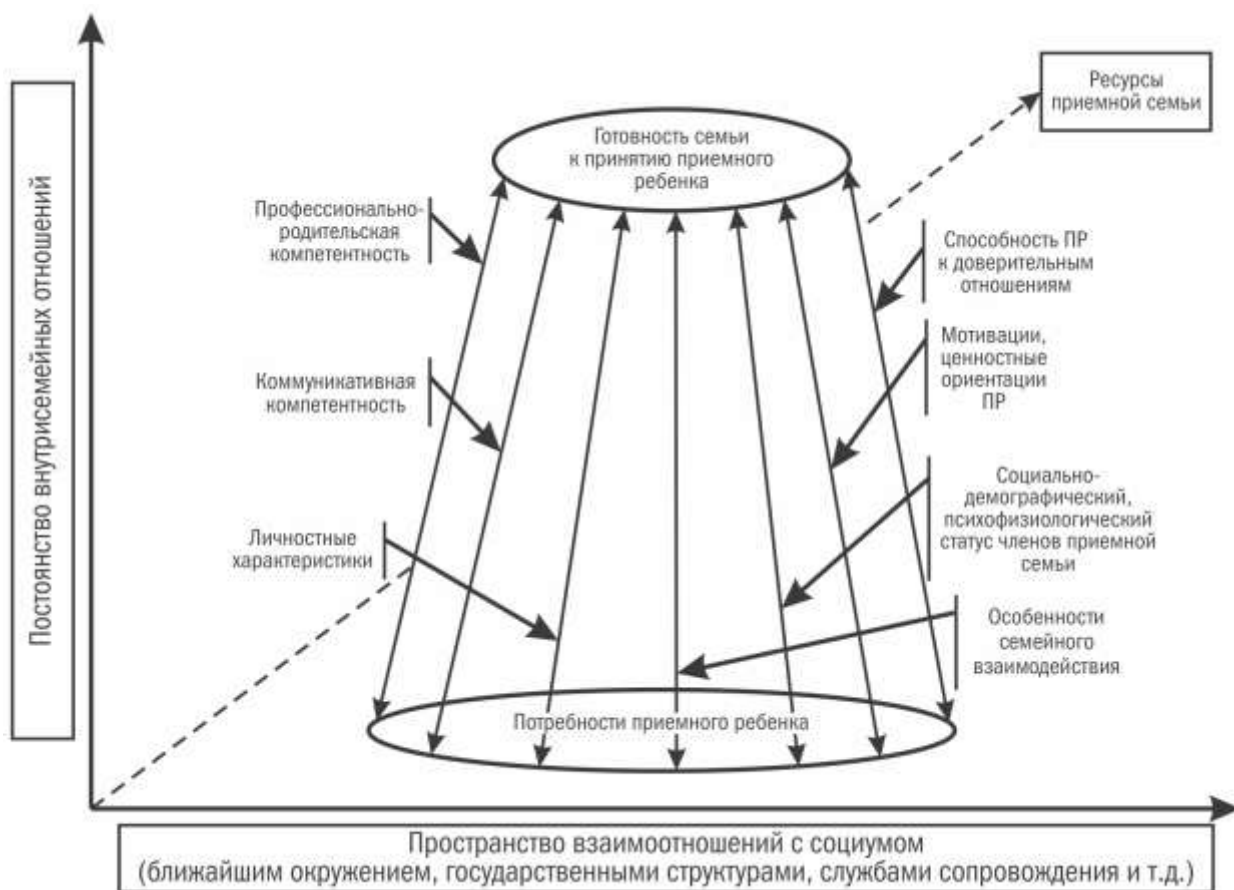 Постоянство внутрисемейных отношений
Ресурсы
приемной семьи
Готовность семьи
к принятию приемного
ребенка
Профессионально-
родительская
компетентность
Коммуникативная
компетентность
Личностные
характеристики
Способность ПР
к доверительным
отношениям
Мотивации,
ценностные
ориентации
ПР
Социально-
демографический,
психофизиологический
статус членов приемной
семьи
Особенности
семейного
взаимодействия
Потребности приемного ребенка
Пространство взаимоотношений с социумом
(ближайшим окружением, государственными структурами, службами сопровождения и т.д.)